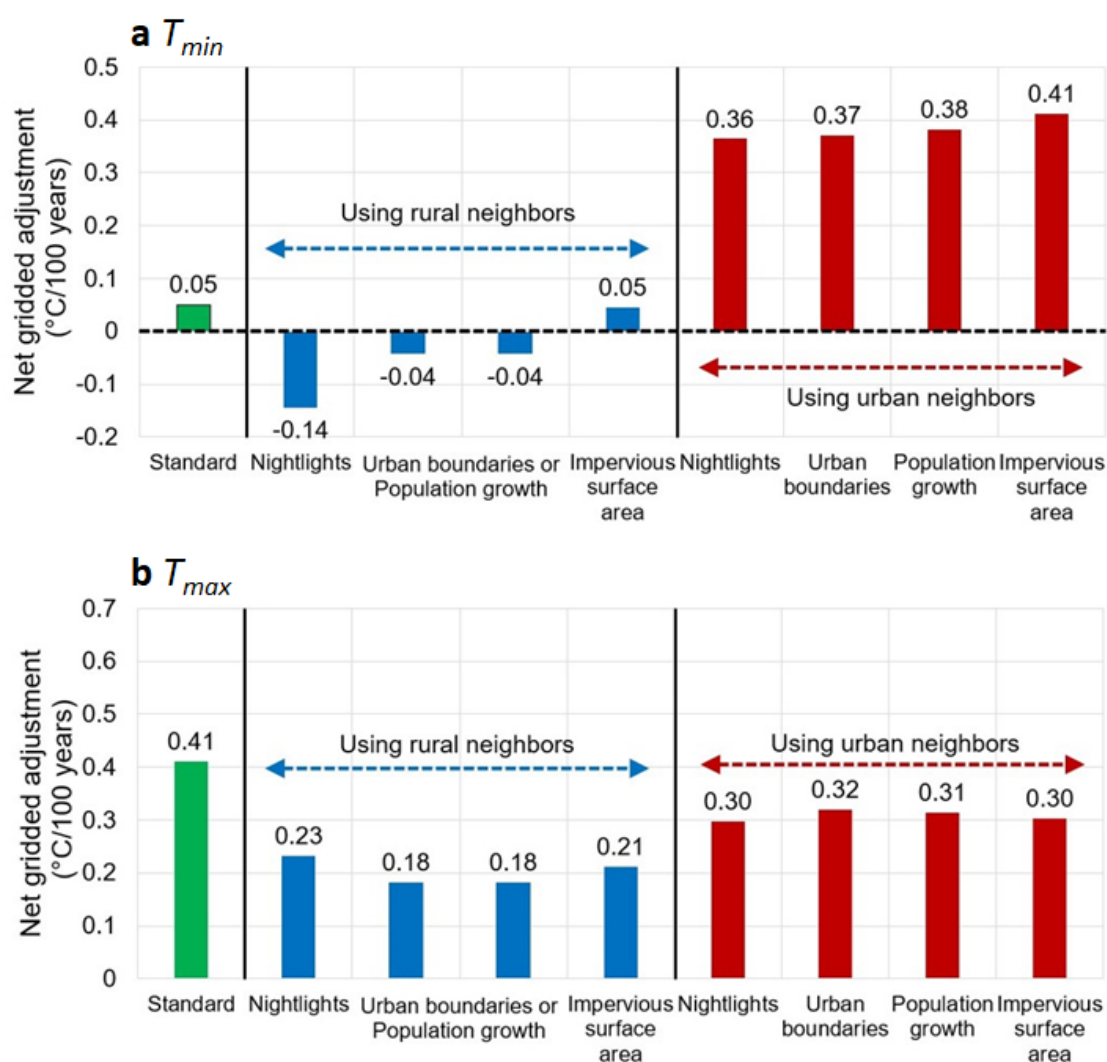 a Tmin
Net gridded adjustment
(°C/100 years)
0.5
0.4
0.3
0.2
0.1
0
-0.1
-0.2
0.05
-0.14
-0.04
-0.04
0.05
0.36
0.37
0.38
0.41
Using rural neighbors
Using urban neighbors
Standard
Nightlights
Urban boundaries or
Population growth
Impervious
surface
area
Nightlights
Urban
boundaries
Population
growth
Impervious
surface
area
b Tmax
Net gridded adjustment
(°C/100 years)
0.7
0.6
0.5
0.4
0.3
0.2
0.1
0
0.41
0.23
0.18
0.18
0.21
0.30
0.32
0.31
0.30
Using rural neighbors
Using urban neighbors
Standard
Nightlights
Urban boundaries or
Population growth
Impervious
surface
area
Nightlights
Urban
boundaries
Population
growth
Impervious
surface
area